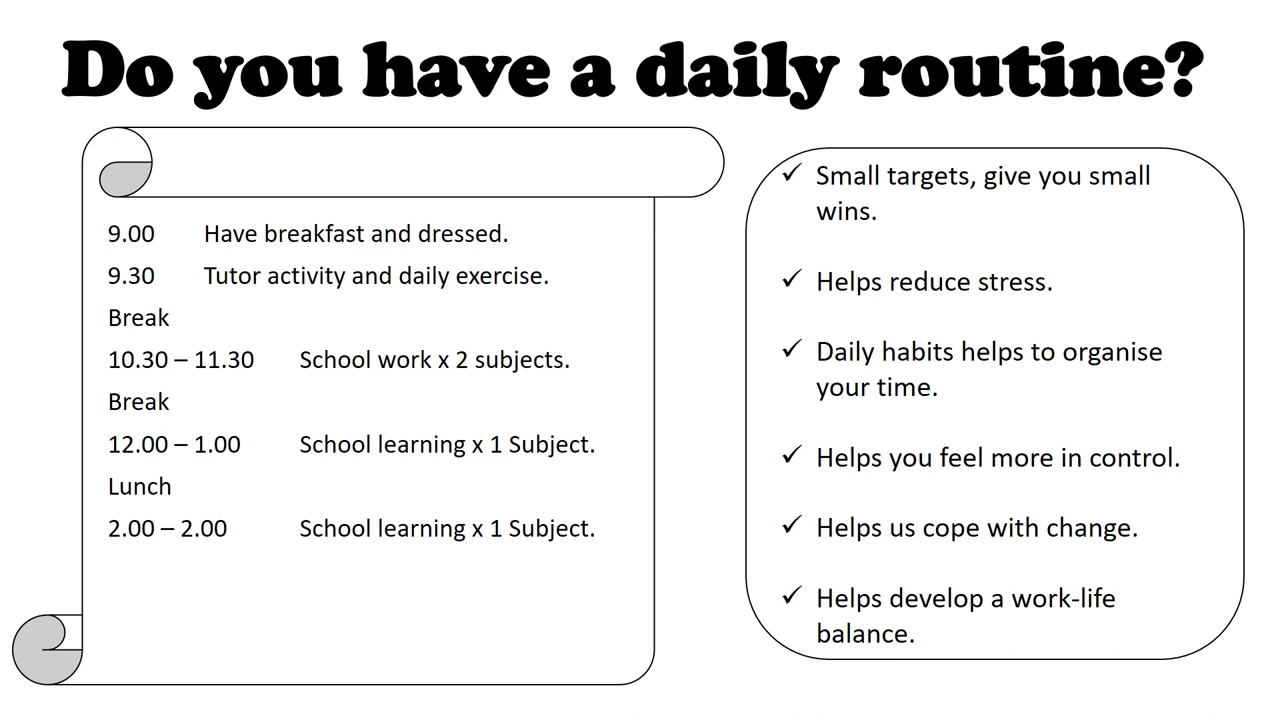 Do you have a daily routine?
9.00 Have breakfast and dressed.
9.30 Tutor activity and daily exercise.
Break
10.30 – 11.30 School work x 2 subjects.
Break
12.00 – 1.00 School learning x 1 Subject.
Lunch
2.00 – 2.00 School learning x 1 Subject.
✓ Small targets, give you small
wins.
✓ Helps reduce stress.
✓ Daily habits helps to organise
your time.
✓ Helps you feel more in control.
✓ Helps us cope with change.
✓ Helps develop a work-life
balance.